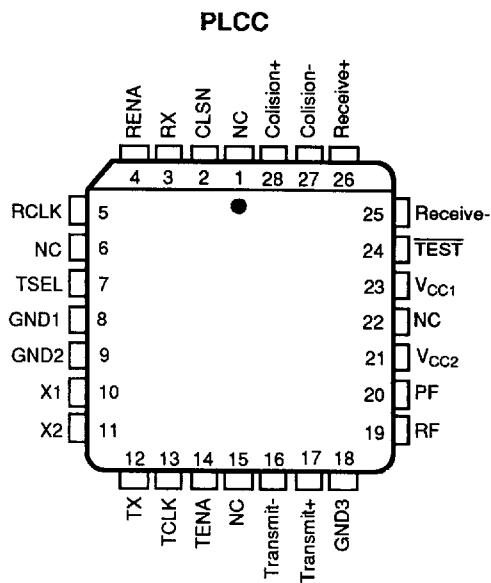 PLCC
RENA
RX
CLSN
NC
Colision+
Colision-
Receive+
4 3 2 1 28 27 26
RCLK 5
NC 6
TSEL 7
GND1 8
GND2 9
X1 10
X2 11
25 Receive-
24 TEST
23 VCC1
22 NC
21 VCC2
20 PF
19 RF
12 13 14 15 16 17 18
TX
TCLK
TENA
NC
Transmit-
Transmit+
GND3